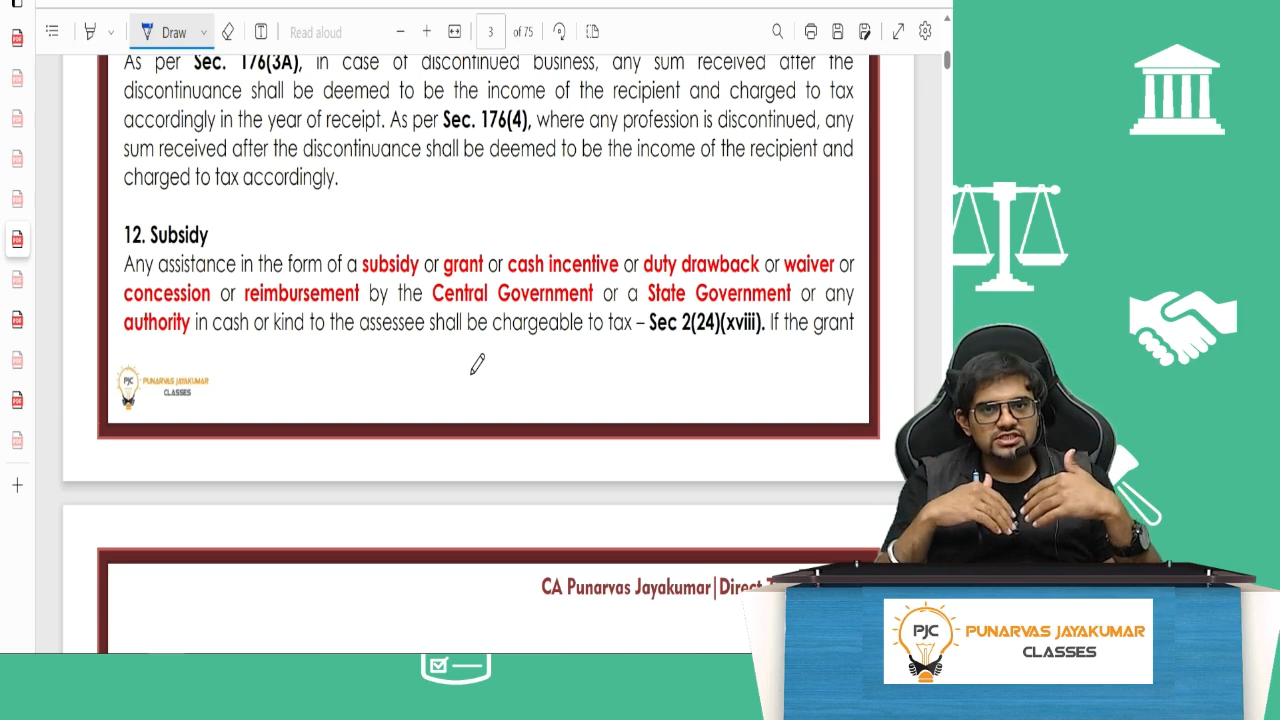 Draw
Read aloud
3
of 75
As per Sec. 176(3A), in case of discontinued business, any sum received after the
discontinuance shall be deemed to be the income of the recipient and charged to tax
accordingly in the year of receipt. As per Sec. 176(4), where any profession is discontinued, any
sum received after the discontinuance shall be deemed to be the income of the recipient and
charged to tax accordingly.
12. Subsidy
Any assistance in the form of a subsidy or grant or cash incentive or duty drawback or waiver or
concession or reimbursement by the Central Government or a State Government or any
authority in cash or kind to the assessee shall be chargeable to tax – Sec 2(24)(xviii). If the grant
PJC
PUNARVAS JAYAKUMAR
CLASSES
CA Punarvas Jayakumar|Direct
PJC
PUNARVAS JAYAKUMAR
CLASSES